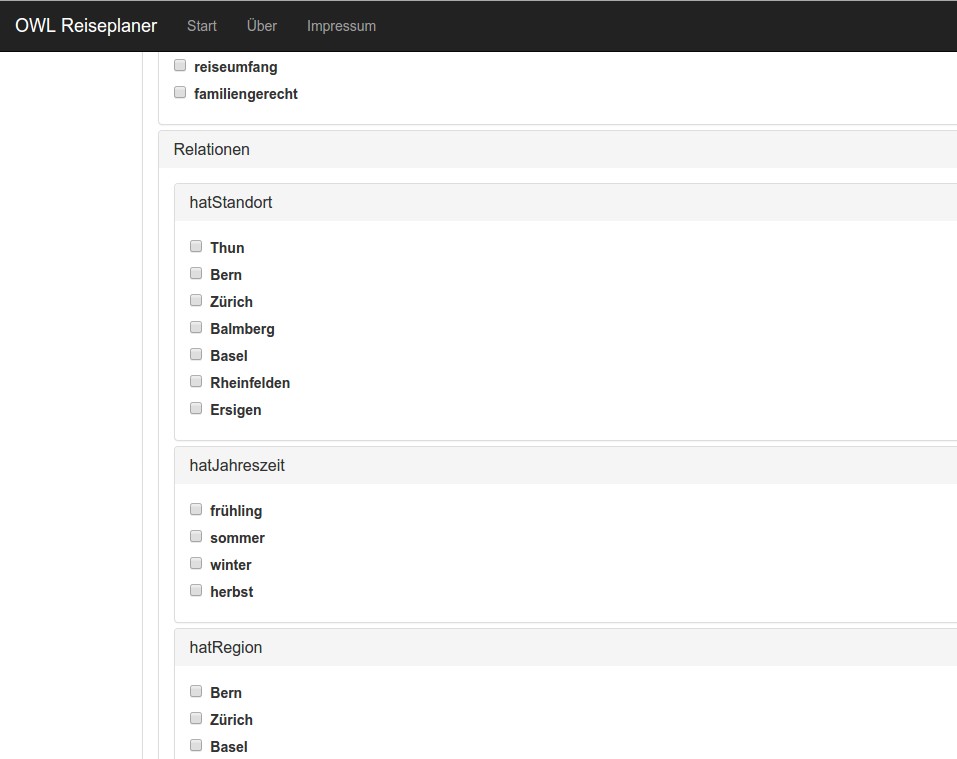 OWL Reiseplaner Start Über Impressum
reiseumfang
familiengerecht
Relationen
hatStandort
Thun
Bern
Zürich
Balmberg
Basel
Rheinfelden
Ersigen
hatJahreszeit
frühling
sommer
winter
herbst
hatRegion
Bern
Zürich
Basel